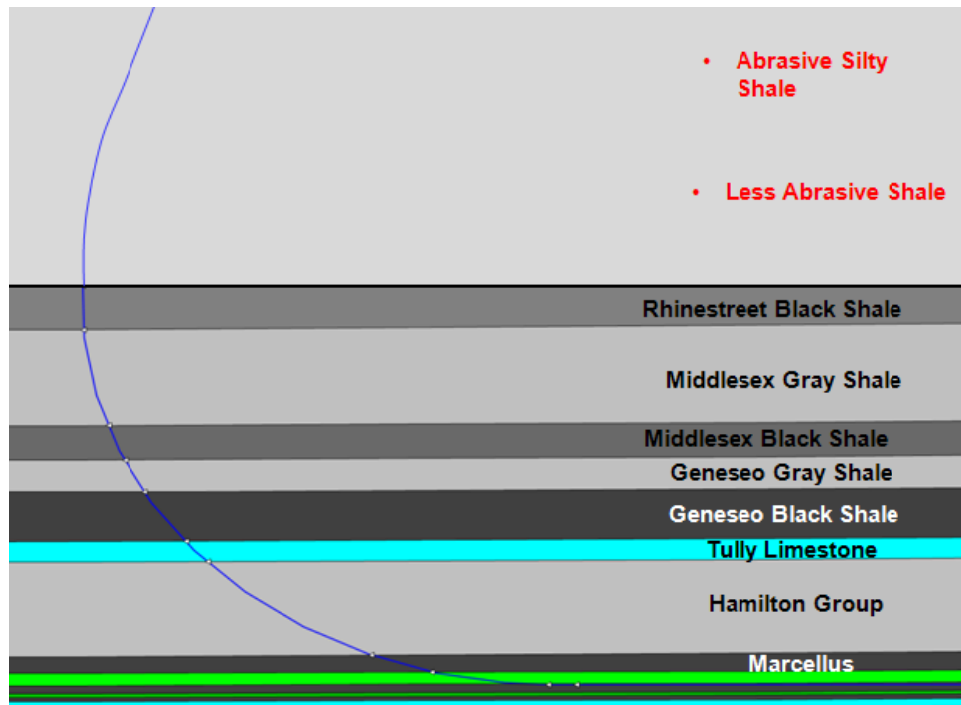 • Abrasive Silty
Shale
• Less Abrasive Shale
Rhinestreet Black Shale
Middlesex Gray Shale
Middlesex Black Shale
Geneseo Gray Shale
Geneseo Black Shale
Tully Limestone
Hamilton Group
Marcellus